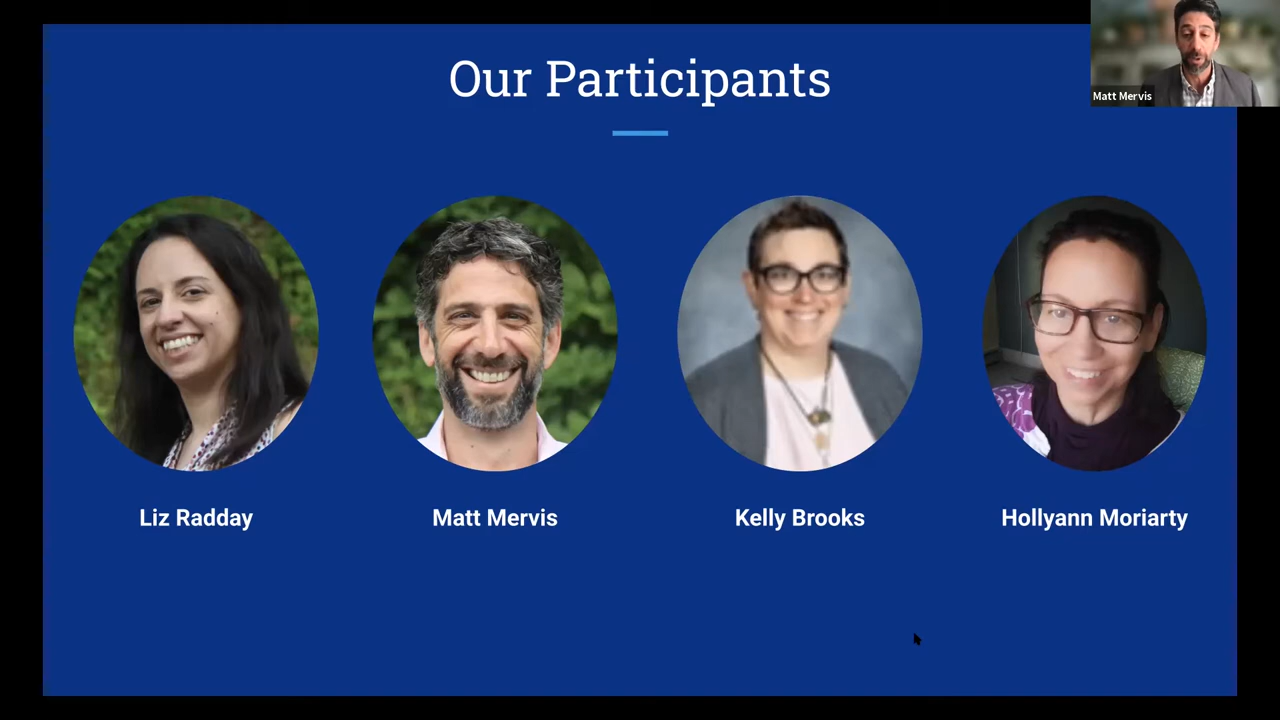 Our Participants
Matt Mervis
Liz Radday
Matt Mervis
Kelly Brooks
Hollyann Moriarty